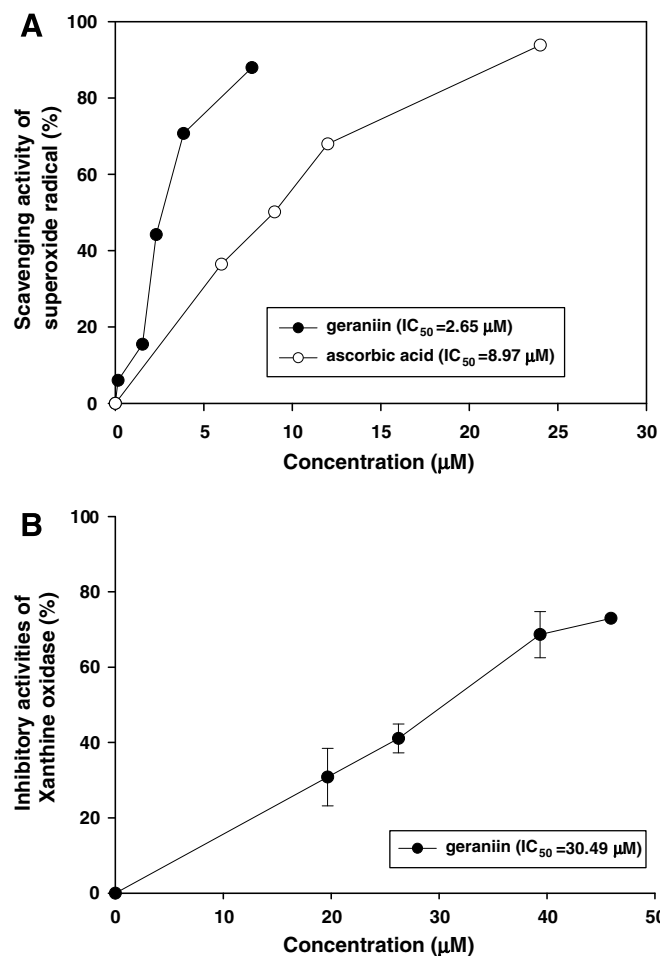 A
Scavenging activity of
superoxide radical (%)
100
80
60
40
20
0
geraniin (IC50=2.65 μM)
ascorbic acid (IC50=8.97 μM)
0 5 10 15 20 25 30
Concentration (μM)
B
Inhibitory activities of
Xanthine oxidase (%)
100
80
60
40
20
0
geraniin (IC50=30.49 μM)
0 10 20 30 40 50
Concentration (μM)